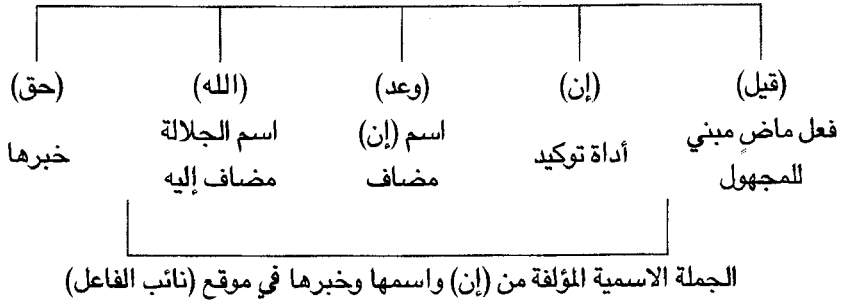 (قيل) (إن) (وعد) (الله) (حق)
فعل ماضٍ مبني للمجهول
أداة توكيد
اسم (إن) مضاف
اسم الجلالة مضاف إليه
خبرها
الجملة الاسمية المؤلفة من (إن) واسمها وخبرها في موقع (نائب الفاعل)